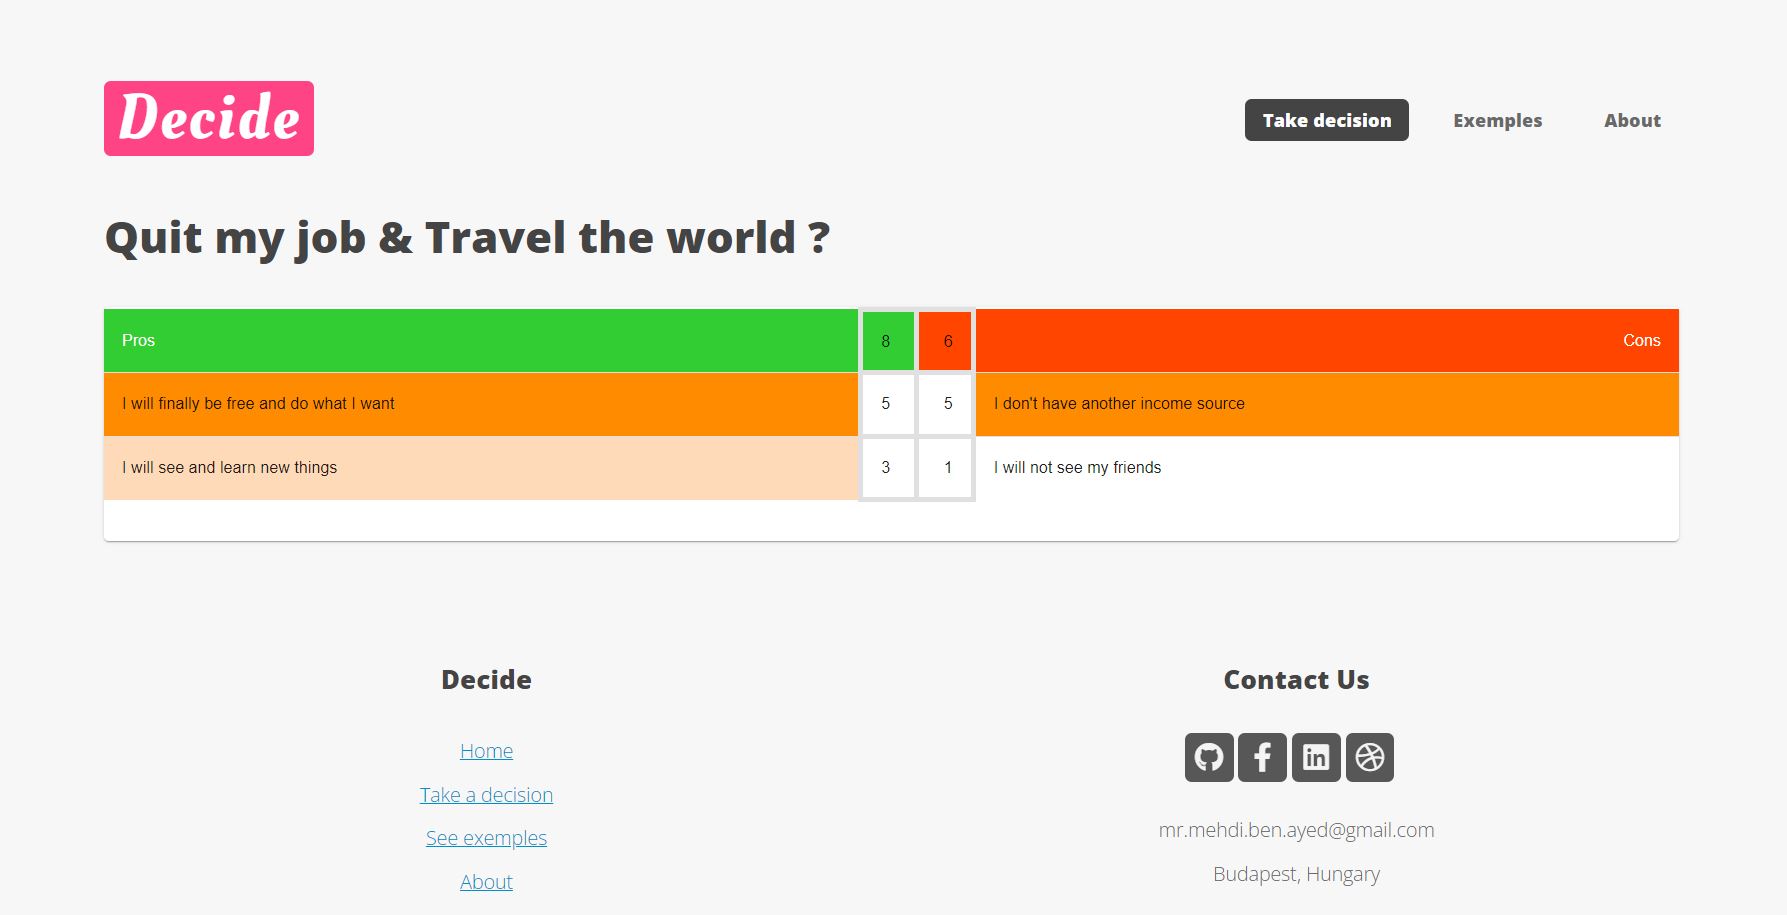 Decide
Take decision Exemples About
Quit my job & Travel the world ?
Pros 8 6 Cons
I will finally be free and do what I want 5 5 I don't have another income source
I will see and learn new things 3 1 I will not see my friends
Decide
Home
Take a decision
See exemples
About
Contact Us
mr.mehdi.ben.ayed@gmail.com
Budapest, Hungary